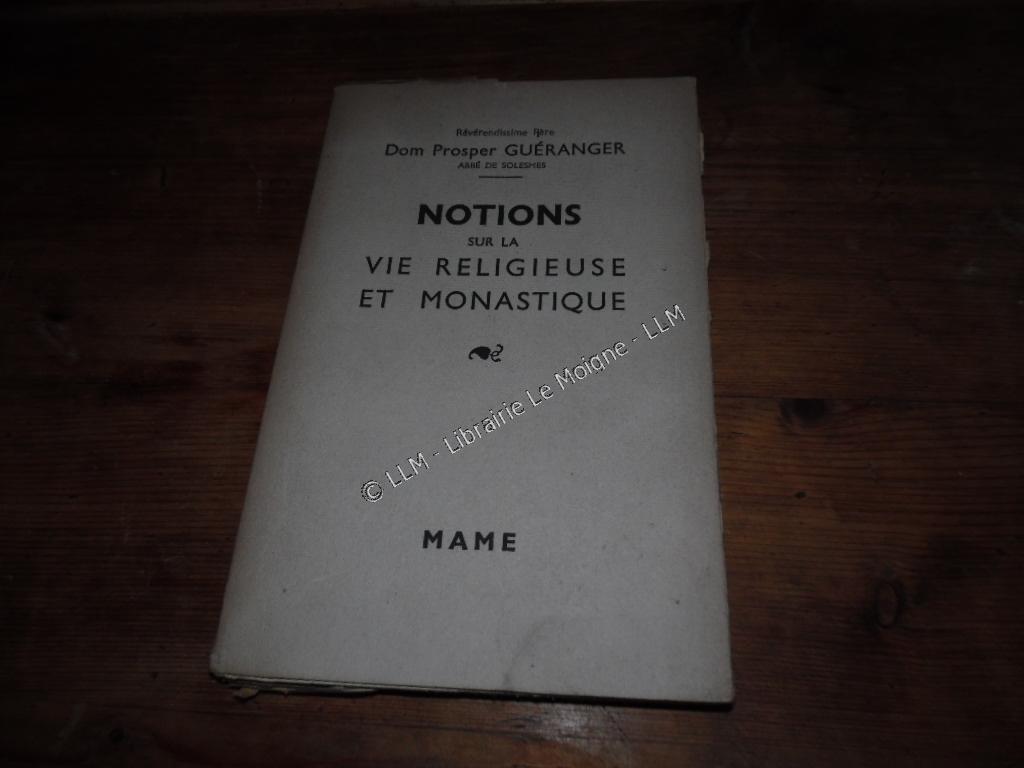 Révérendissime Père
Dom Prosper GUÉRANGER
ABBÉ DE SOLESMES
NOTIONS
SUR LA
VIE RELIGIEUSE
ET MONASTIQUE
© LLM - Librairie Le Moigne - LLM
MAME